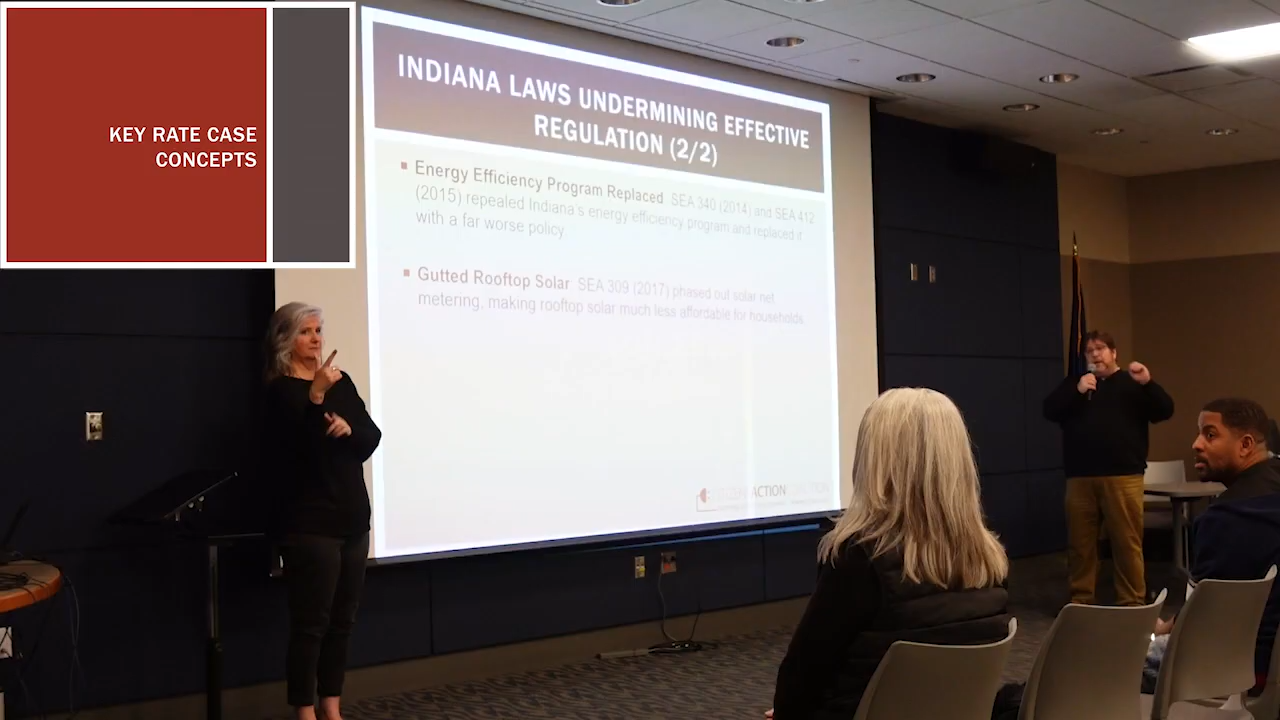 KEY RATE CASE
CONCEPTS
INDIANA LAWS UNDERMINING EFFECTIVE
REGULATION (2/2)
▪ Energy Efficiency Program Replaced SEA 340 (2014) and SEA 412
(2015) repealed Indiana's energy efficiency program and replaced it
with a far worse policy.
▪ Gutted Rooftop Solar SEA 309 (2017) phased out solar net
metering, making rooftop solar much less affordable for households.
ACTION